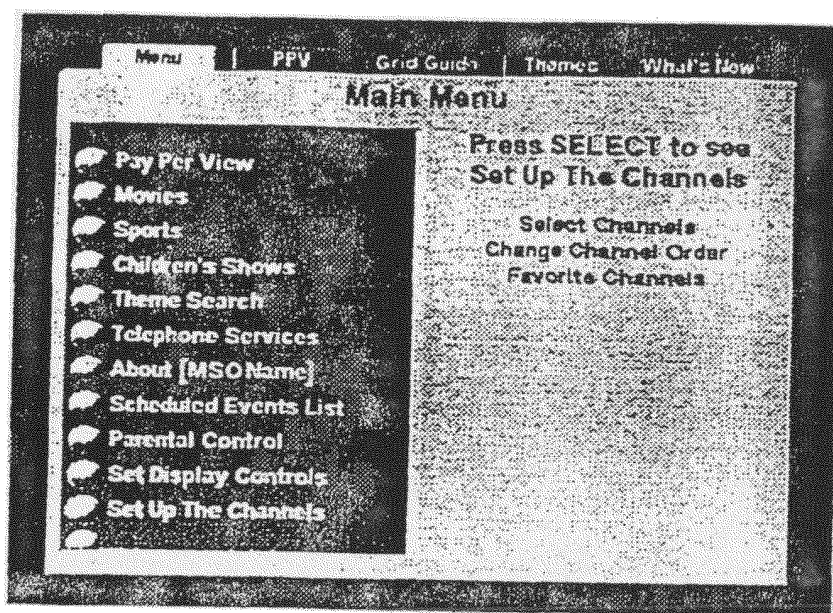 Menu | PPV Grid Guide | Themes What's New
Main Menu
Pay Per View
Movies
Sports
Children's Shows
Theme Search
Telephone Services
About [MSO Name]
Scheduled Events List
Parental Control
Set Display Controls
Set Up The Channels
Press SELECT to see
Set Up The Channels
Select Channels
Change Channel Order
Favorite Channels